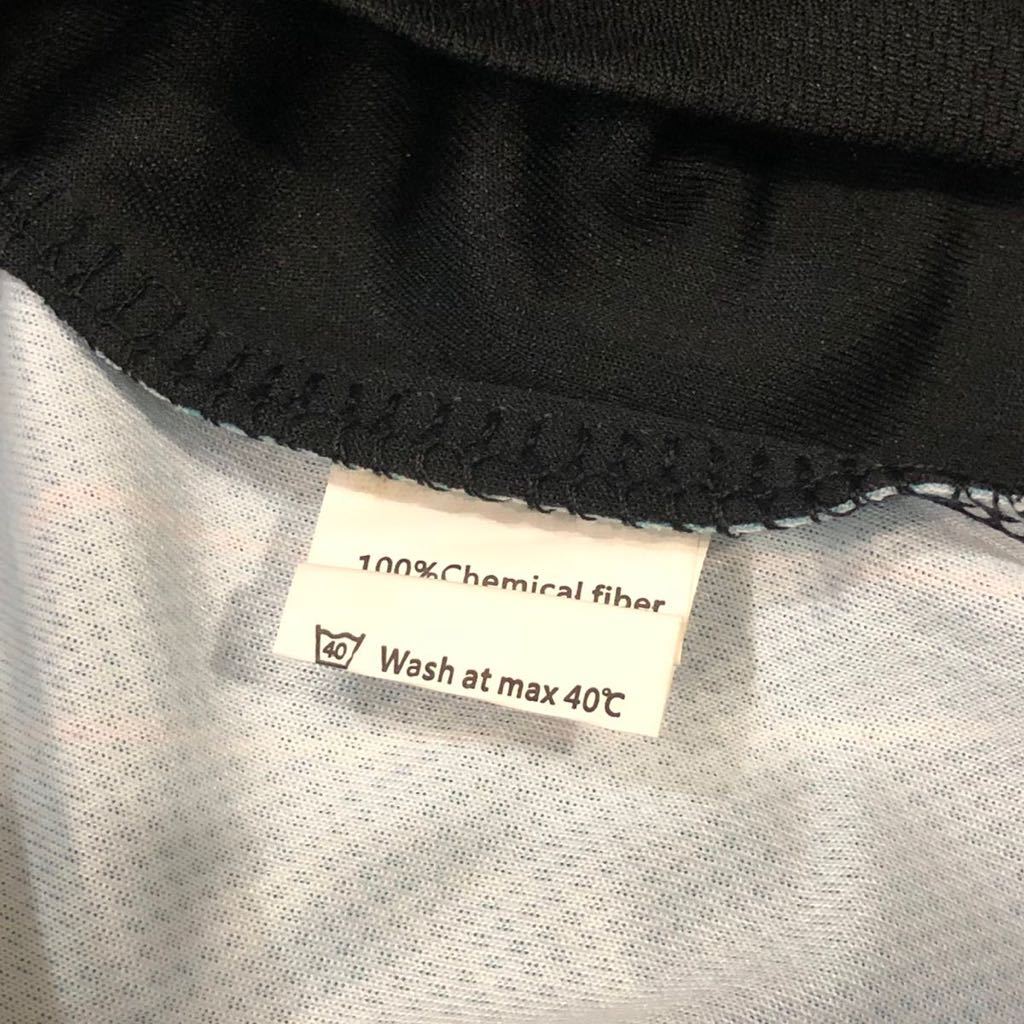 100%Chemical fiber
40 Wash at max 40℃